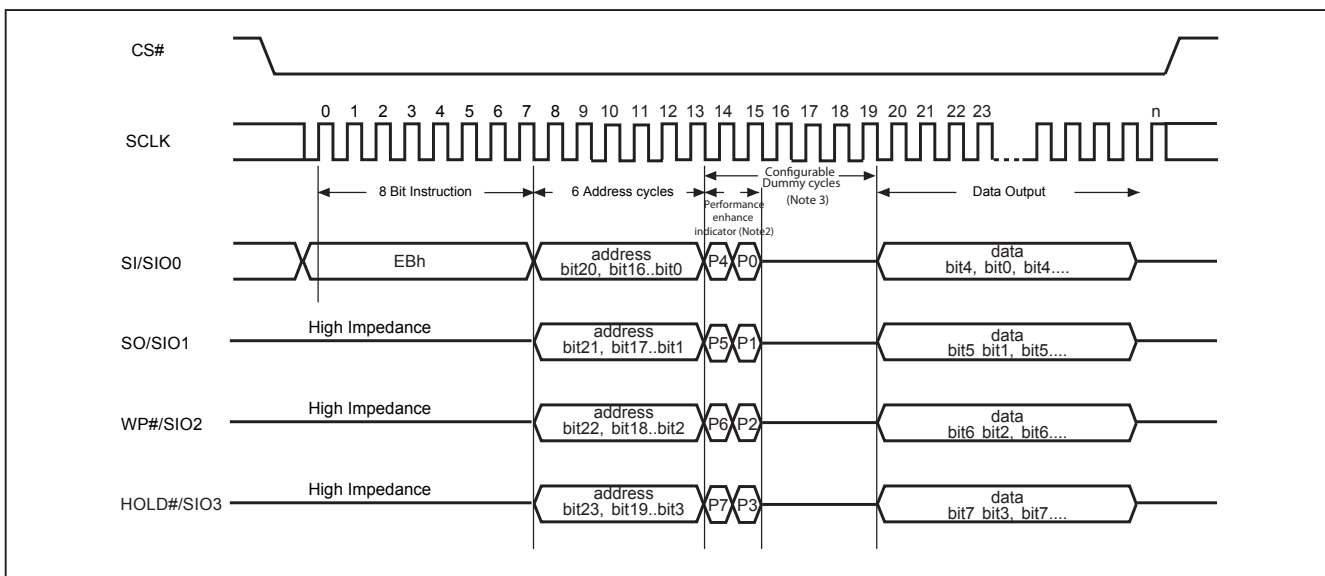 CS#
0 1 2 3 4 5 6 7 8 9 10 11 12 13 14 15 16 17 18 19 20 21 22 23 n
SCLK
8 Bit Instruction
6 Address cycles
Configurable
Dummy cycles
(Note 3)
Data Output
Performance
enhance
indicator (Note2)
SI/SIO0
EBh
address
bit20, bit16..bit0
P4 P0
data
bit4, bit0, bit4....
SO/SIO1
High Impedance
address
bit21, bit17..bit1
P5 P1
data
bit5 bit1, bit5....
WP#/SIO2
High Impedance
address
bit22, bit18..bit2
P6 P2
data
bit6 bit2, bit6....
HOLD#/SIO3
High Impedance
address
bit23, bit19..bit3
P7 P3
data
bit7 bit3, bit7....